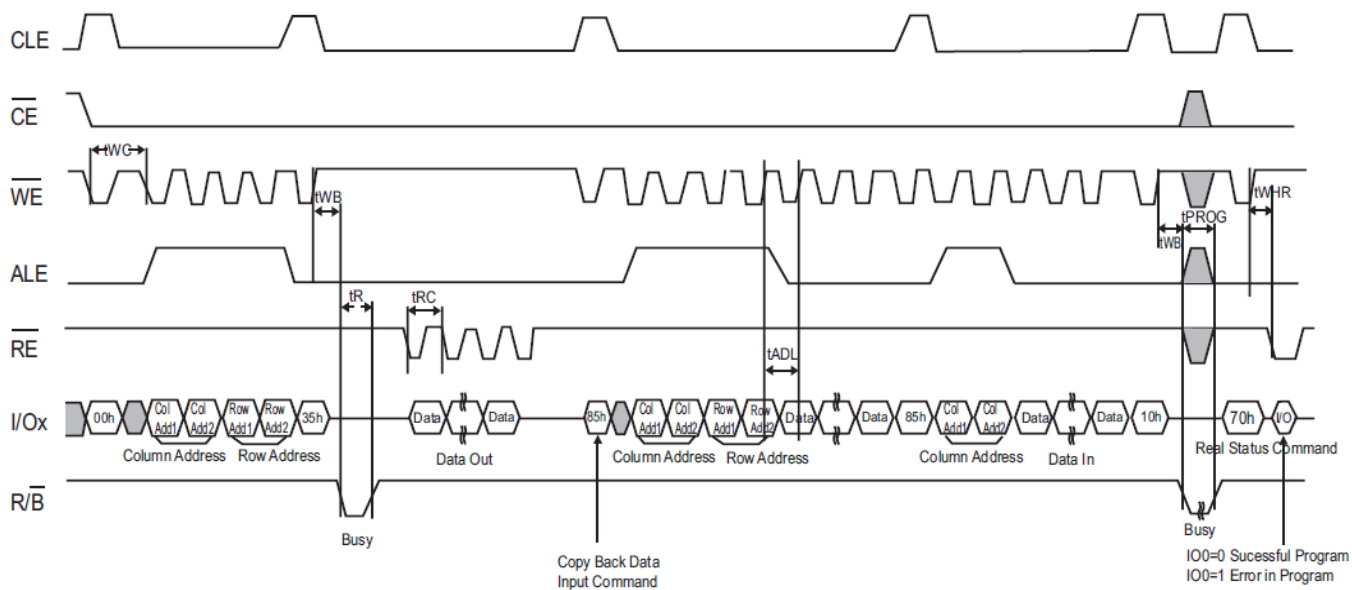 CLE
CE
tWC
WE
tWB
tWHR
tPROG
tWB
ALE
tR
tRC
RE
tADL
I/Ox
00h
Col Add1
Col Add2
Row Add1
Row Add2
35h
Data
Data
85h
Col Add1
Col Add2
Row Add1
Row Add2
Data
Data
85h
Col Add1
Col Add2
Data
Data
10h
70h
I/O
Column Address
Row Address
Data Out
Column Address
Row Address
Column Address
Data In
Real Status Command
R/B
Busy
Busy
Copy Back Data
Input Command
IO0=0 Sucessful Program
IO0=1 Error in Program